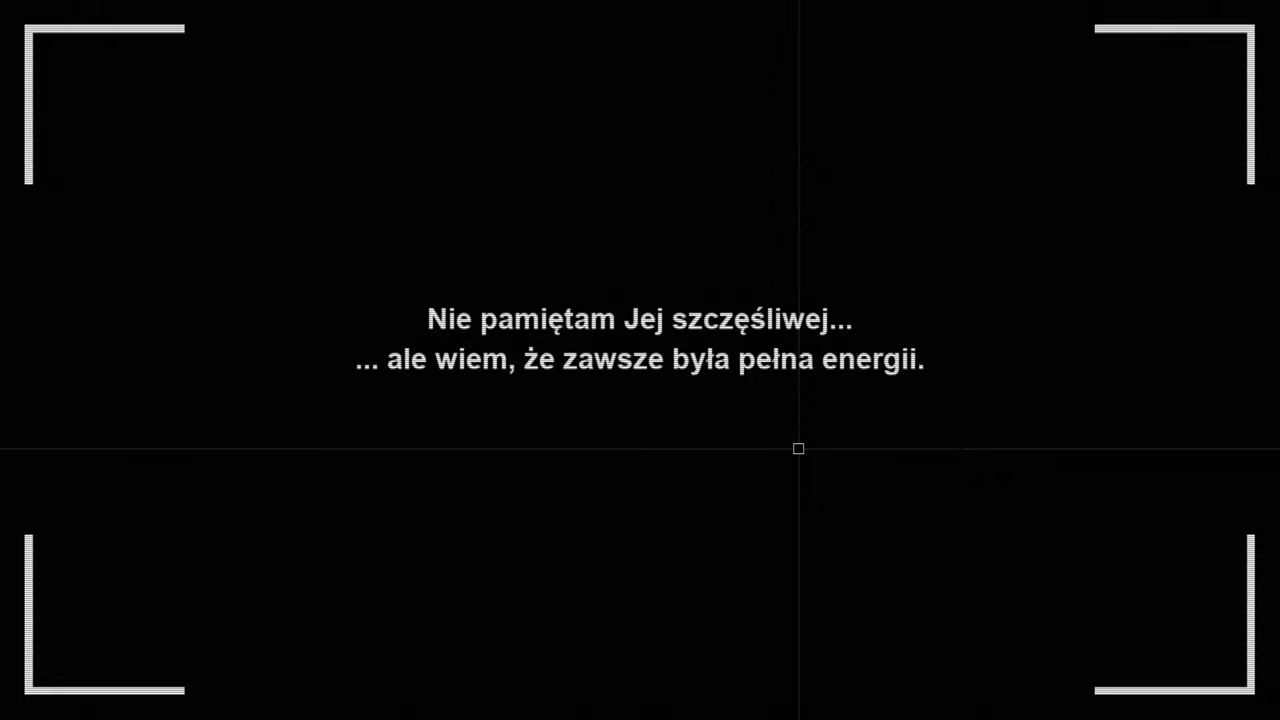 Nie pamiętam Jej szczęśliwej...
... ale wiem, że zawsze była pełna energii.